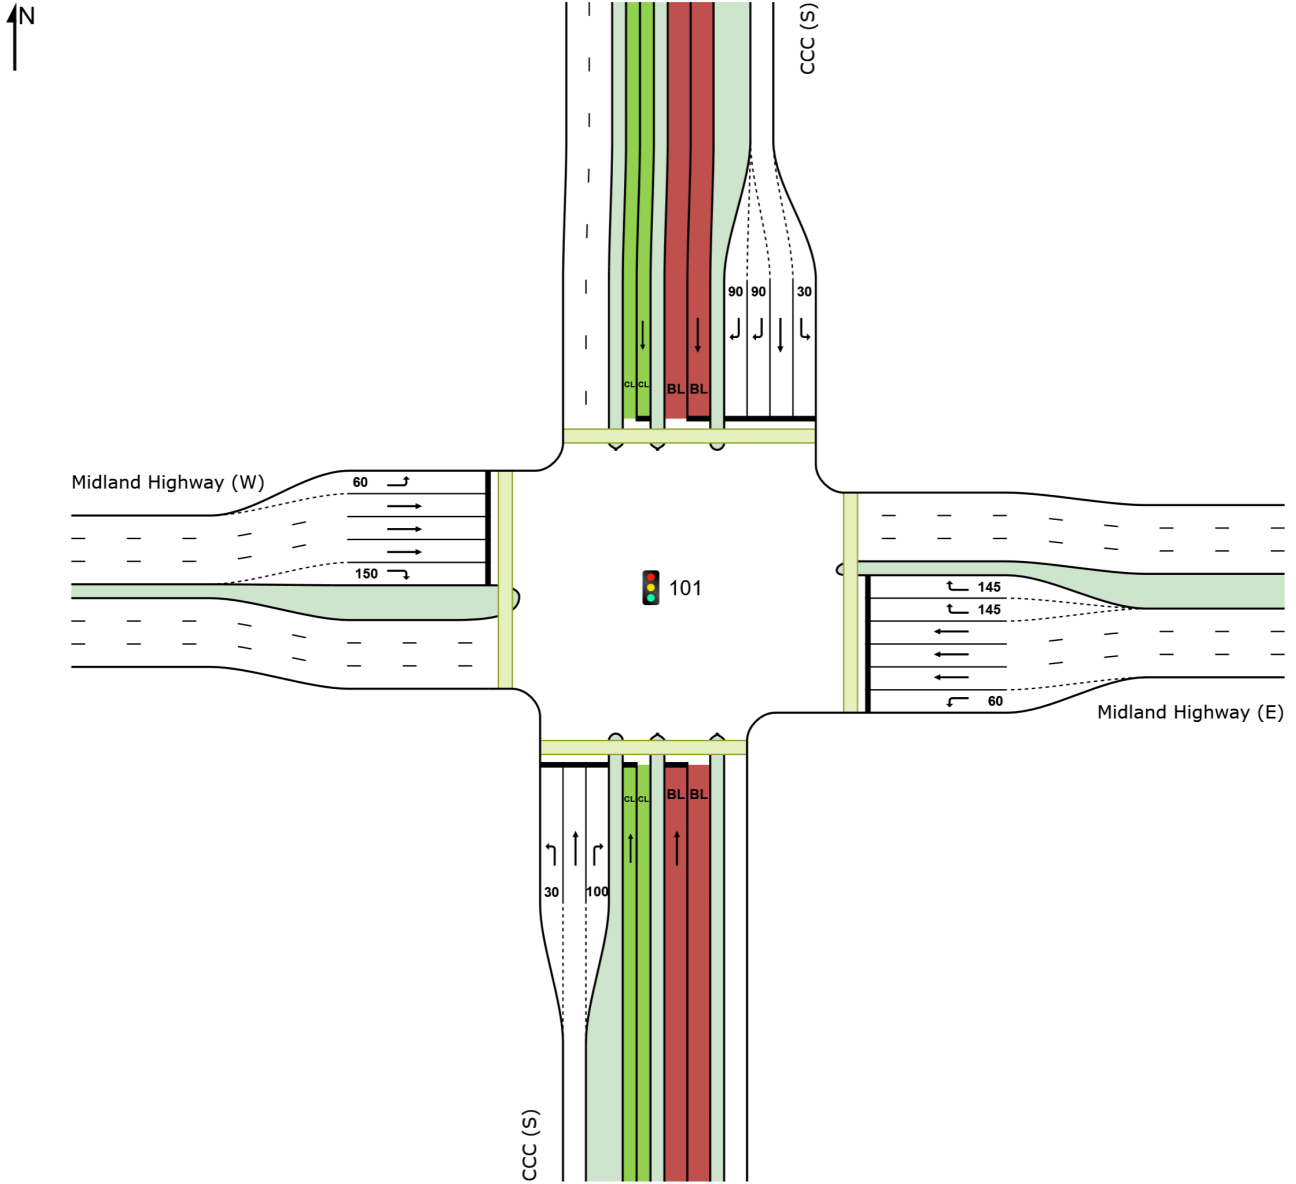 N
CCC (S)
90 90 30
CL CL BL BL
Midland Highway (W)
60
150
101
145
145
60
Midland Highway (E)
CL CL BL BL
30 100
CCC (S)